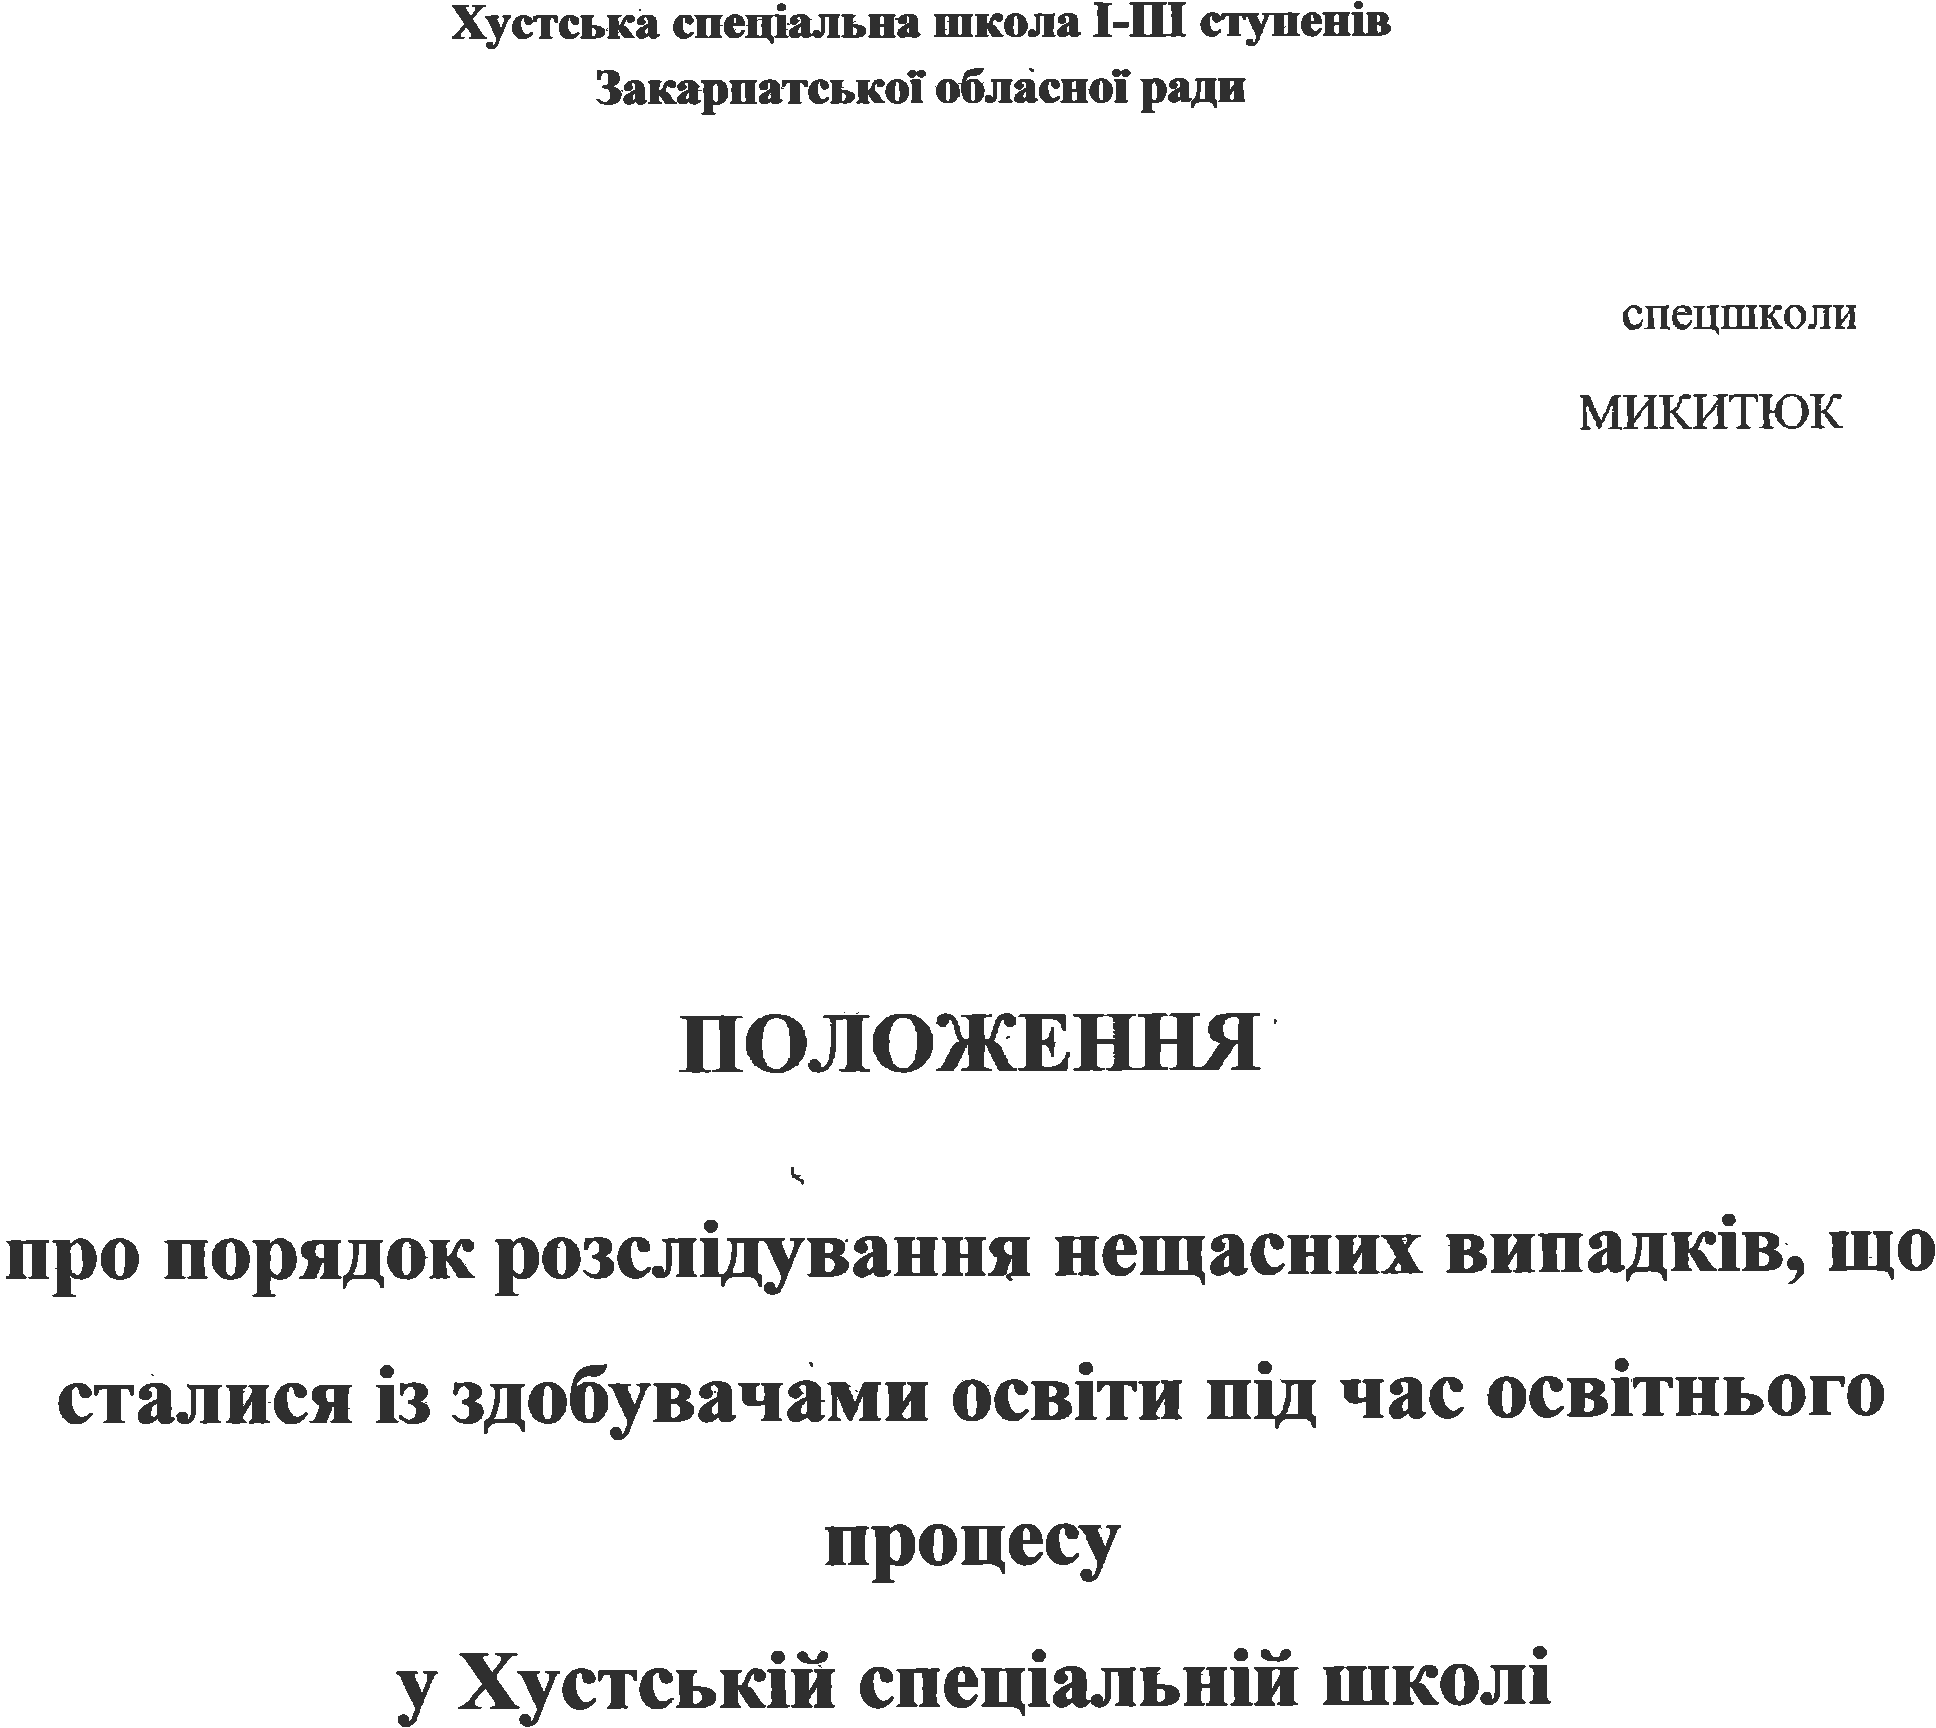 Хустська спеціальна школа І-ІІІ ступенів
Закарпатської обласної ради
спецшколи
МИКИТЮК
ПОЛОЖЕННЯ
про порядок розслідування нещасних випадків, що
сталися із здобувачами освіти під час освітнього
процесу
у Хустській спеціальній школі